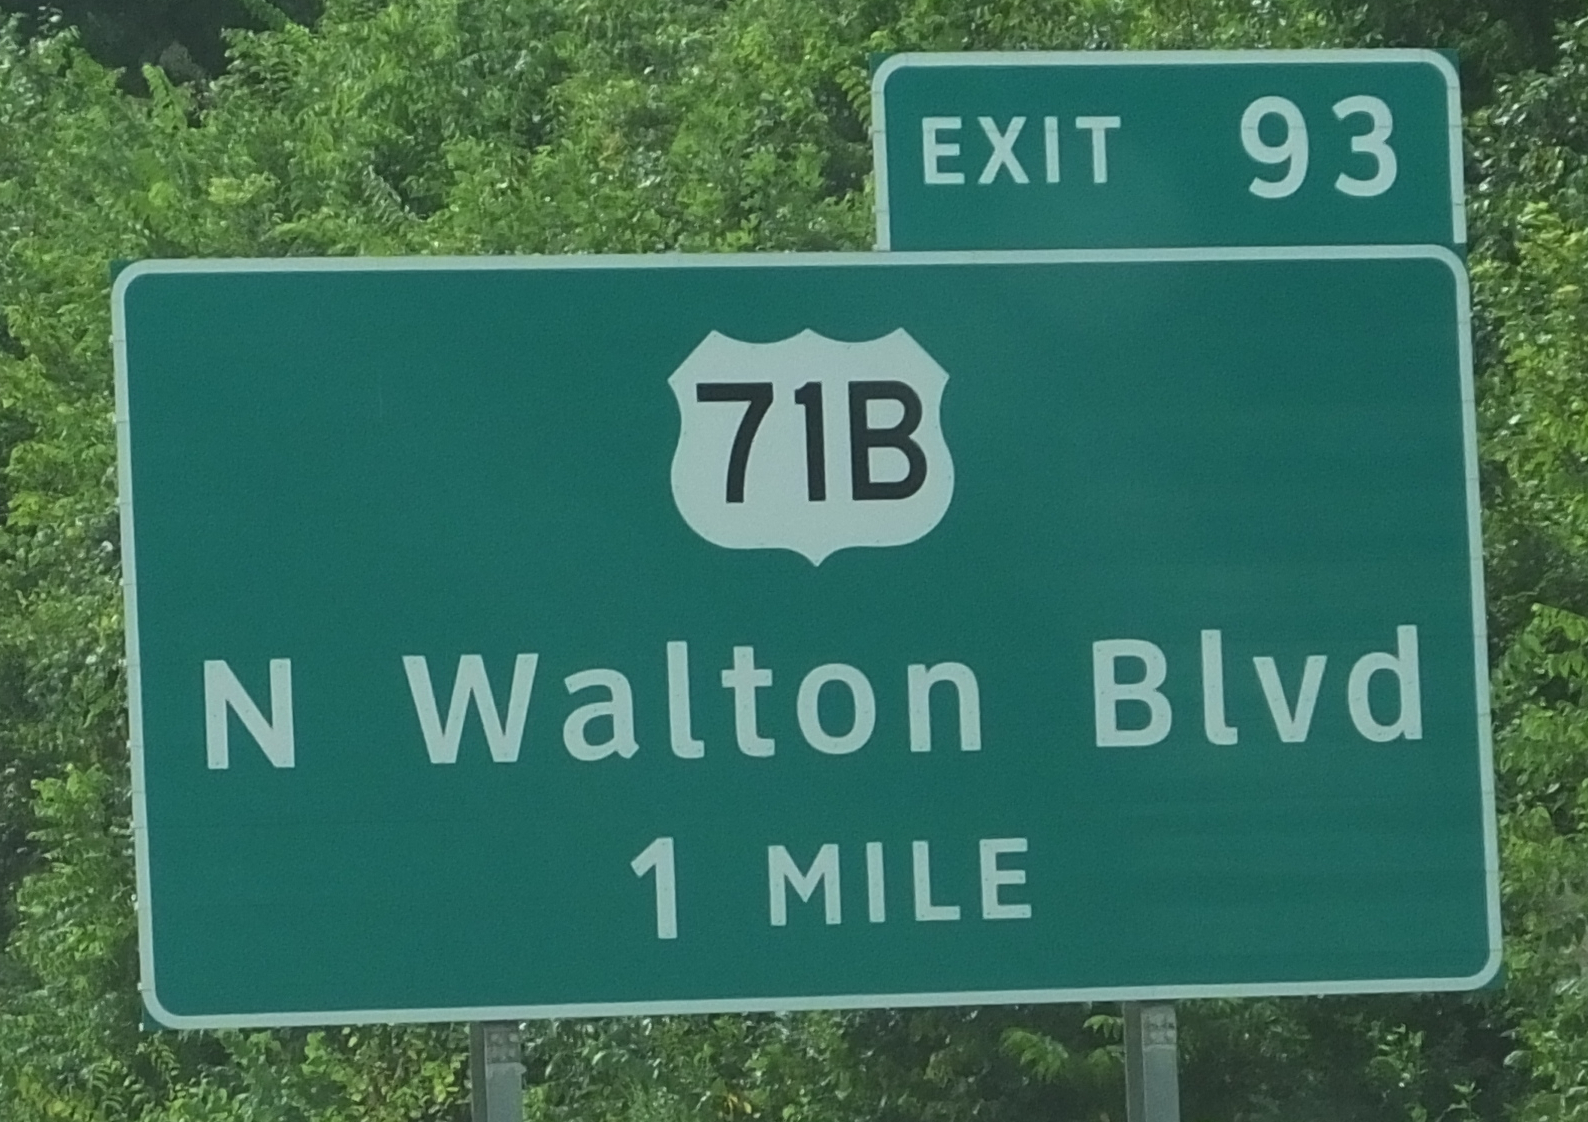 EXIT 93
71B
N Walton Blvd
1 MILE